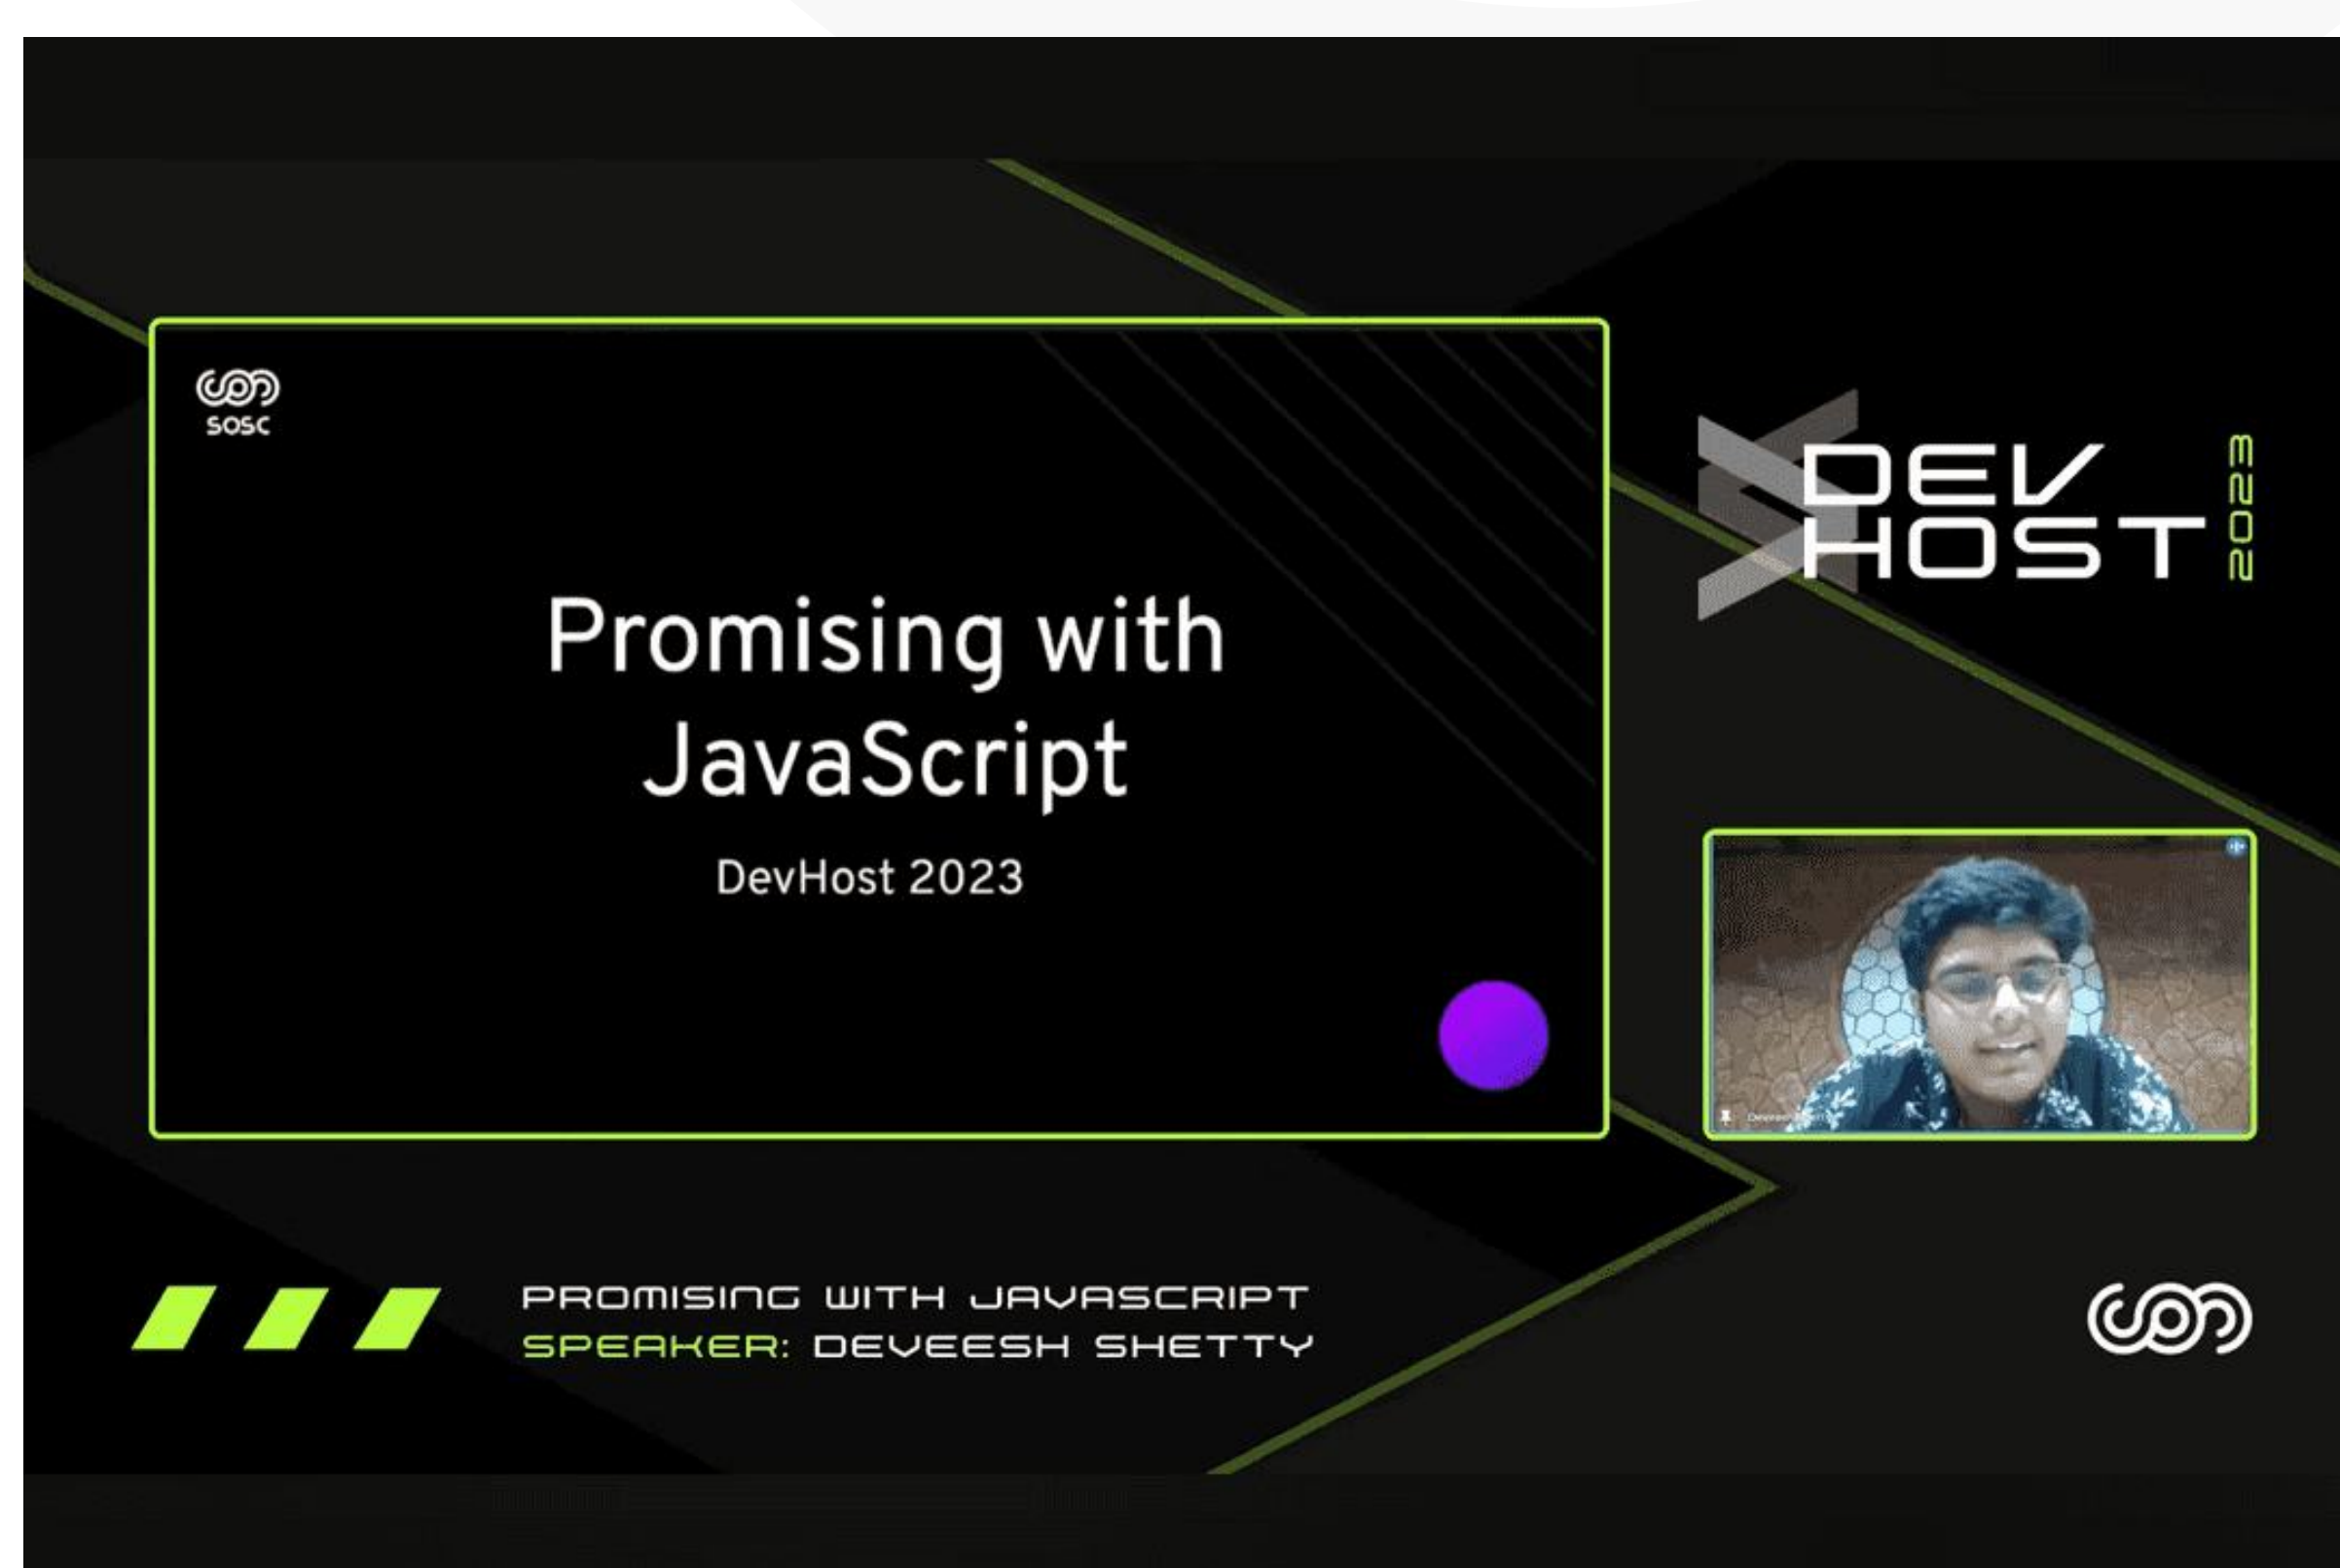 SOSC
Promising with
JavaScript
DevHost 2023
DEV
HOST
2023
PROMISING WITH JAVASCRIPT
SPEAKER: DEVEESH SHETTY